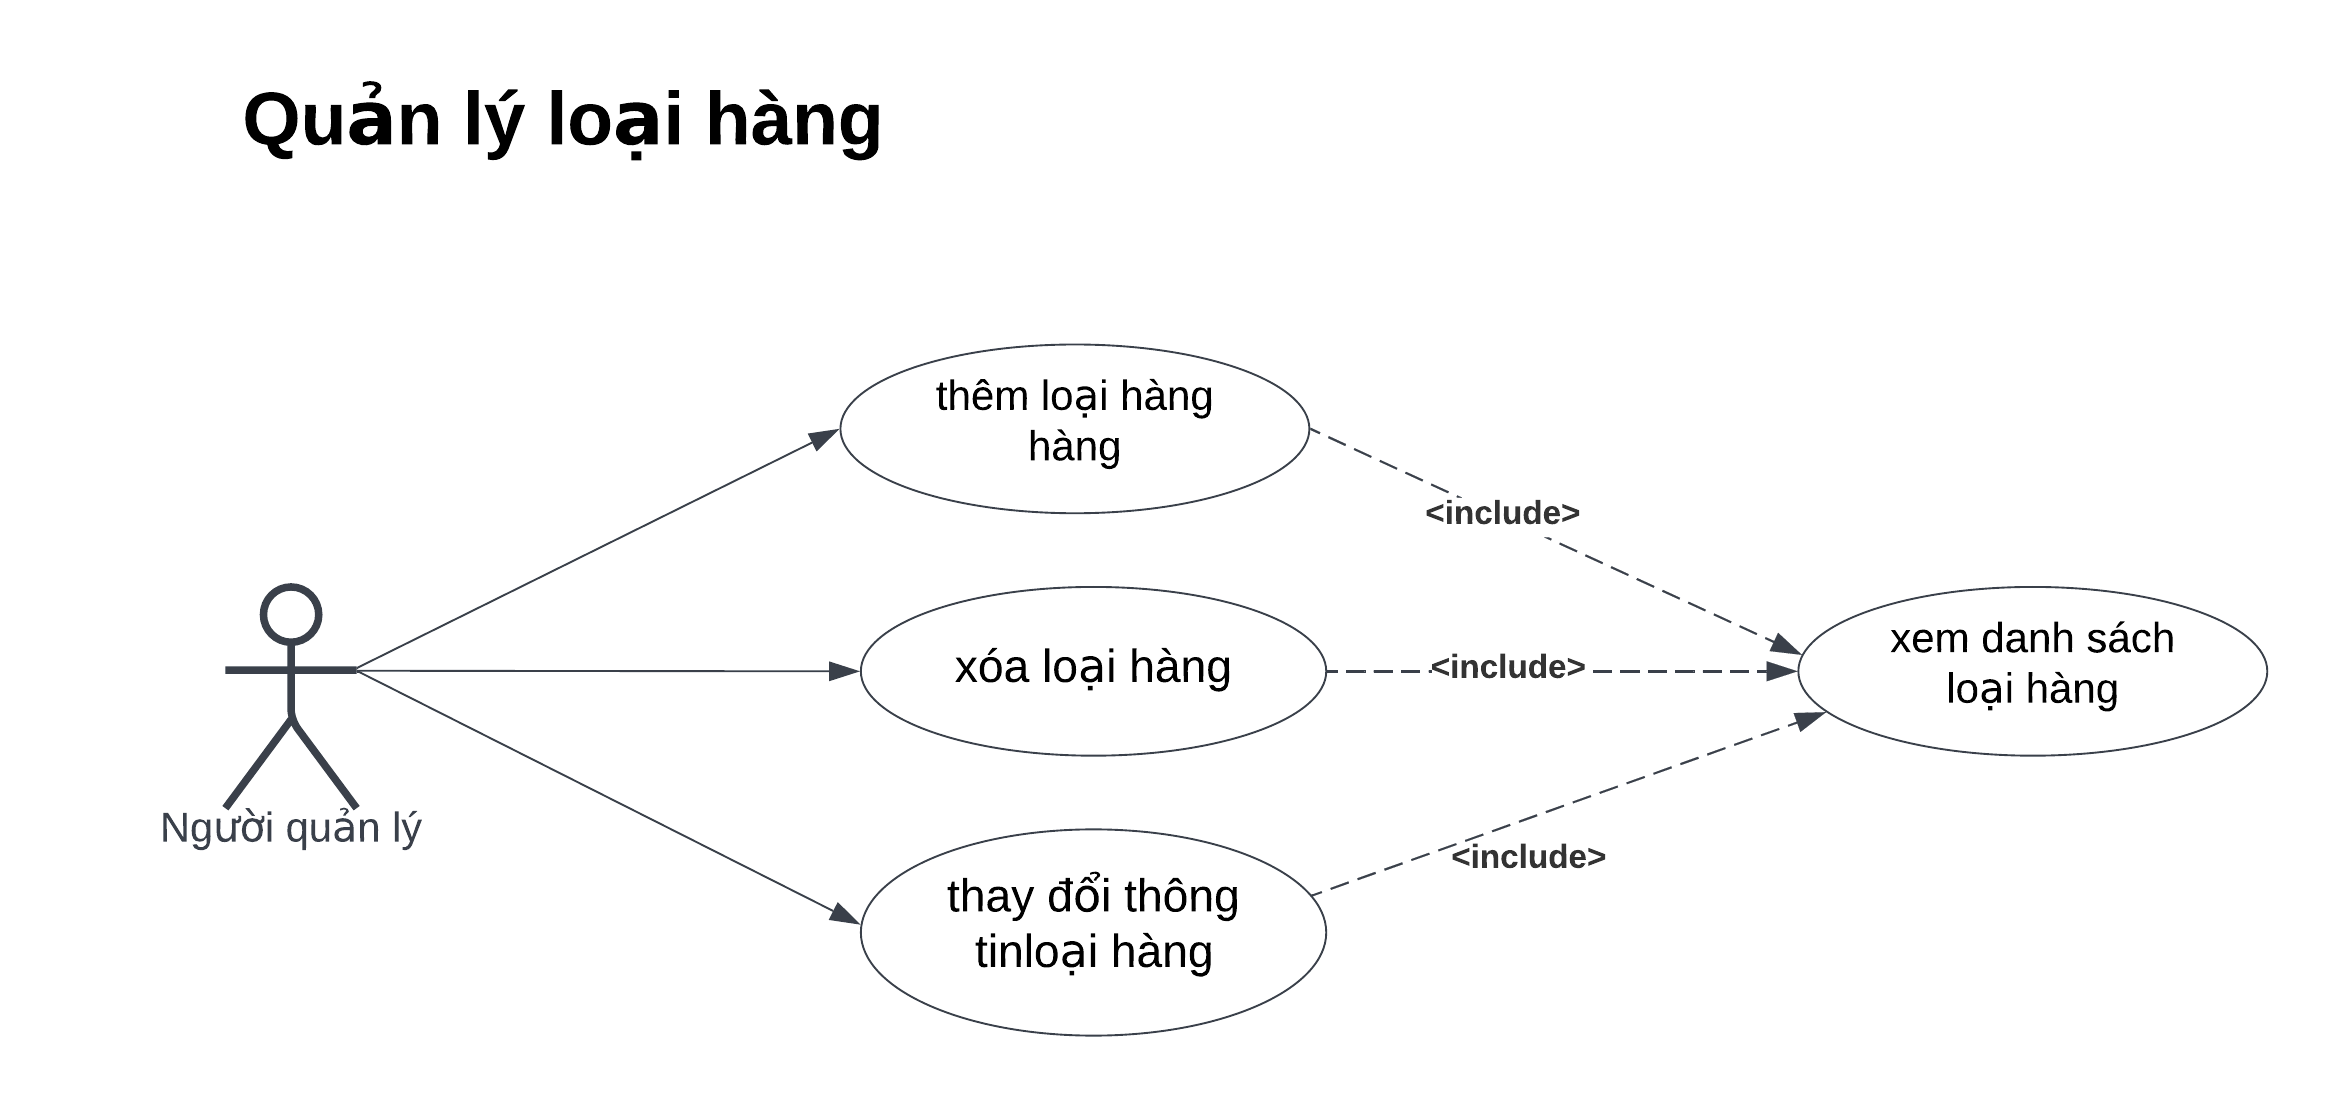 Quản lý loại hàng
thêm loại hàng
hàng
<include>
xóa loại hàng
<include>
xem danh sách
loại hàng
Người quản lý
<include>
thay đổi thông
tinloại hàng